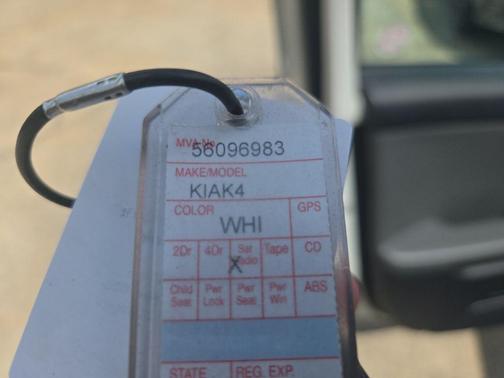 MVA No
56096983
MAKE/MODEL
KIAK4
COLOR GPS
WHI
2Dr 4Dr Sat Radio Tape CD
X
Child Seat Pwr Lock Pwr Seat Pwr Win ABS
STATE REG. EXP.